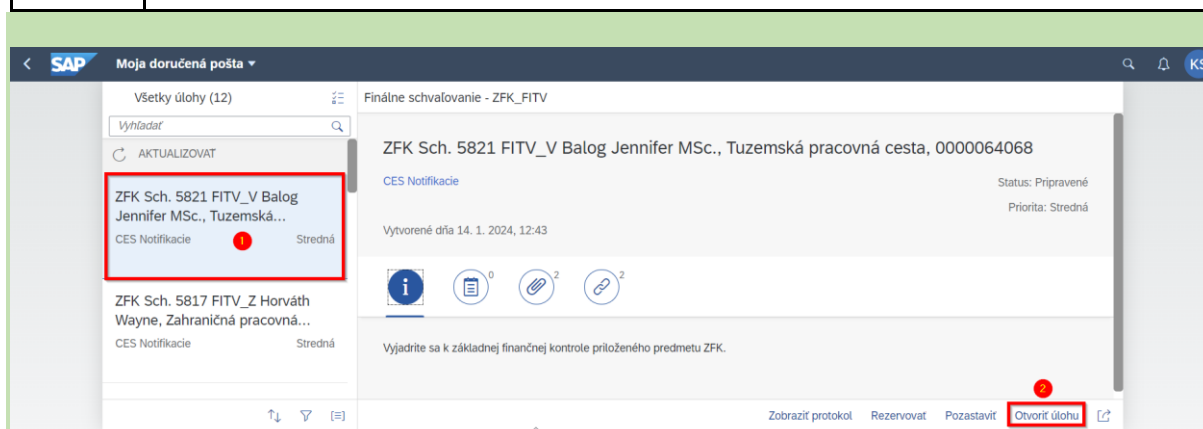 SAP Moja doručená pošta KS
Všetky úlohy (12)
Vyhľadať
AKTUALIZOVAŤ
ZFK Sch. 5821 FITV_V Balog
Jennifer MSc., Tuzemská...
CES Notifikacie 1 Stredná
ZFK Sch. 5817 FITV_Z Horváth
Wayne, Zahraničná pracovná...
CES Notifikacie Stredná
Finálne schvaľovanie - ZFK_FITV
ZFK Sch. 5821 FITV_V Balog Jennifer MSc., Tuzemská pracovná cesta, 0000064068
CES Notifikacie
Status: Pripravené
Priorita: Stredná
Vytvorené dňa 14. 1. 2024, 12:43
0 2 2
Vyjadrite sa k základnej finančnej kontrole priloženého predmetu ZFK.
2
Zobraziť protokol Rezervovať Pozastaviť Otvoriť úlohu